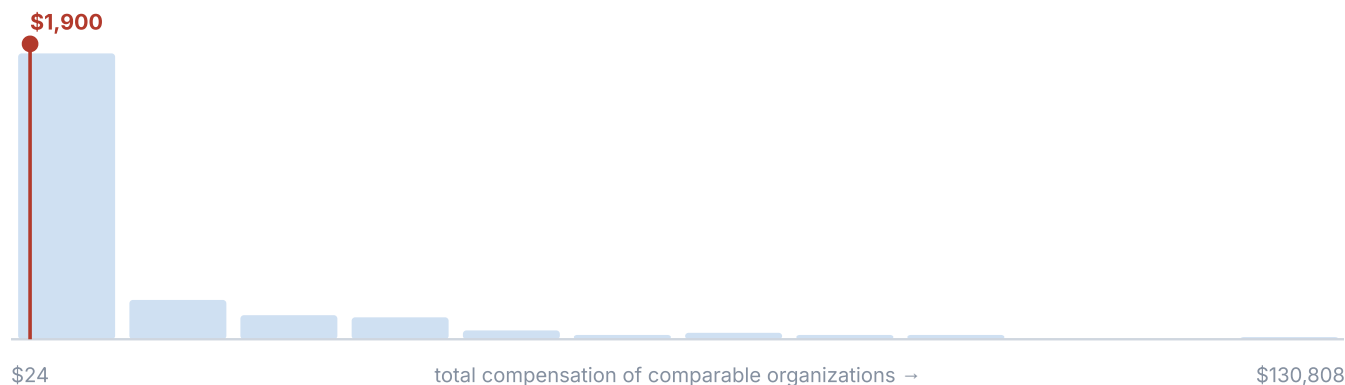 $1,900
$24 total compensation of comparable organizations → $130,808